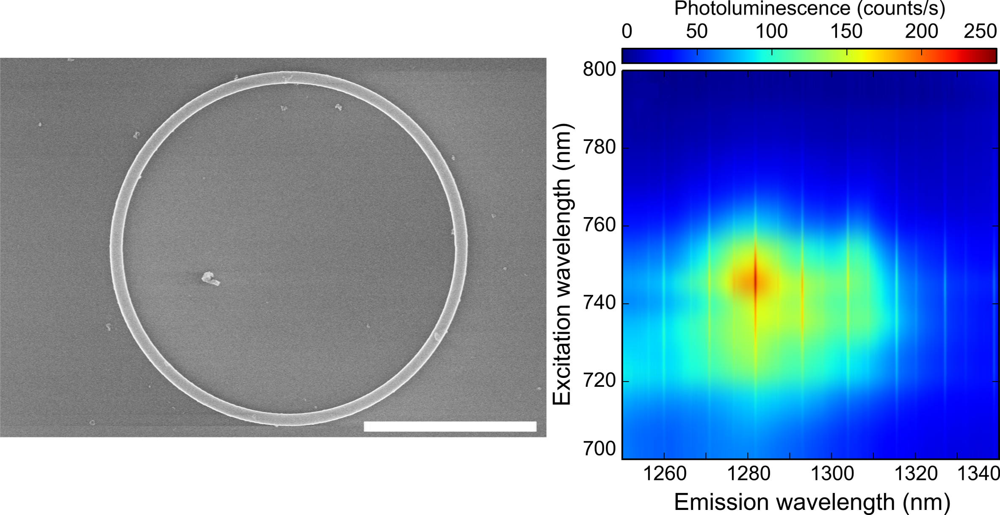 Photoluminescence (counts/s)
0 50 100 150 200 250
Excitation wavelength (nm)
800
780
760
740
720
700
1260 1280 1300 1320 1340
Emission wavelength (nm)